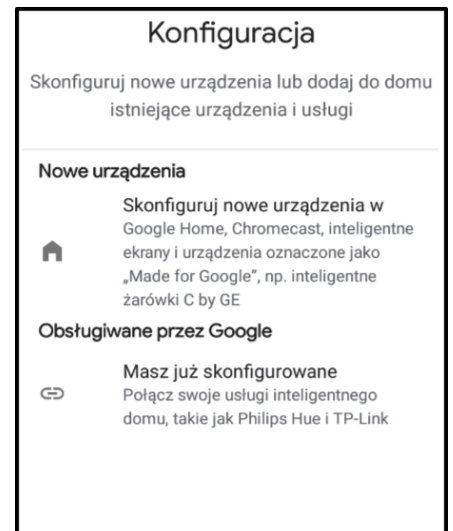 Konfiguracja
Skonfiguruj nowe urządzenia lub dodaj do domu
istniejące urządzenia i usługi
Nowe urządzenia
Skonfiguruj nowe urządzenia w
Google Home, Chromecast, inteligentne
ekrany i urządzenia oznaczone jako
„Made for Google”, np. inteligentne
żarówki C by GE
Obsługiwane przez Google
Masz już skonfigurowane
Połącz swoje usługi inteligentnego
domu, takie jak Philips Hue i TP-Link